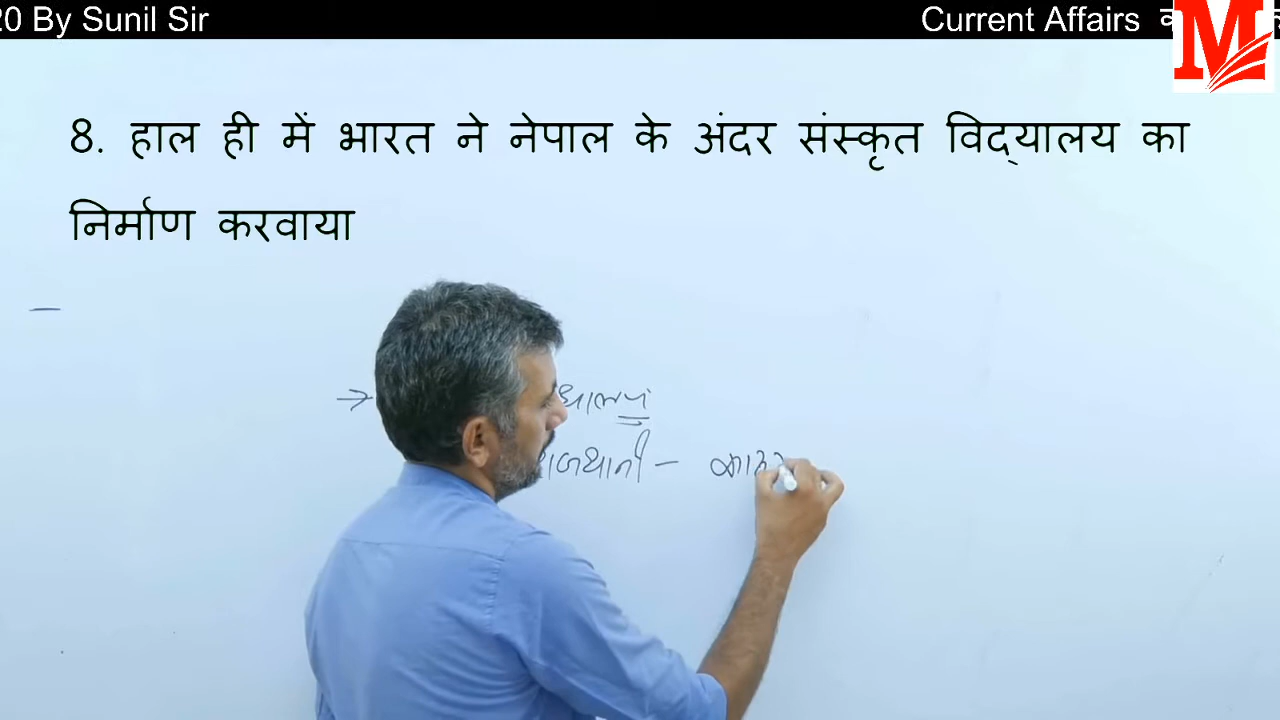 20 By Sunil Sir
Current Affairs
M
8. हाल ही में भारत ने नेपाल के अंदर संस्कृत विद्यालय का
निर्माण करवाया